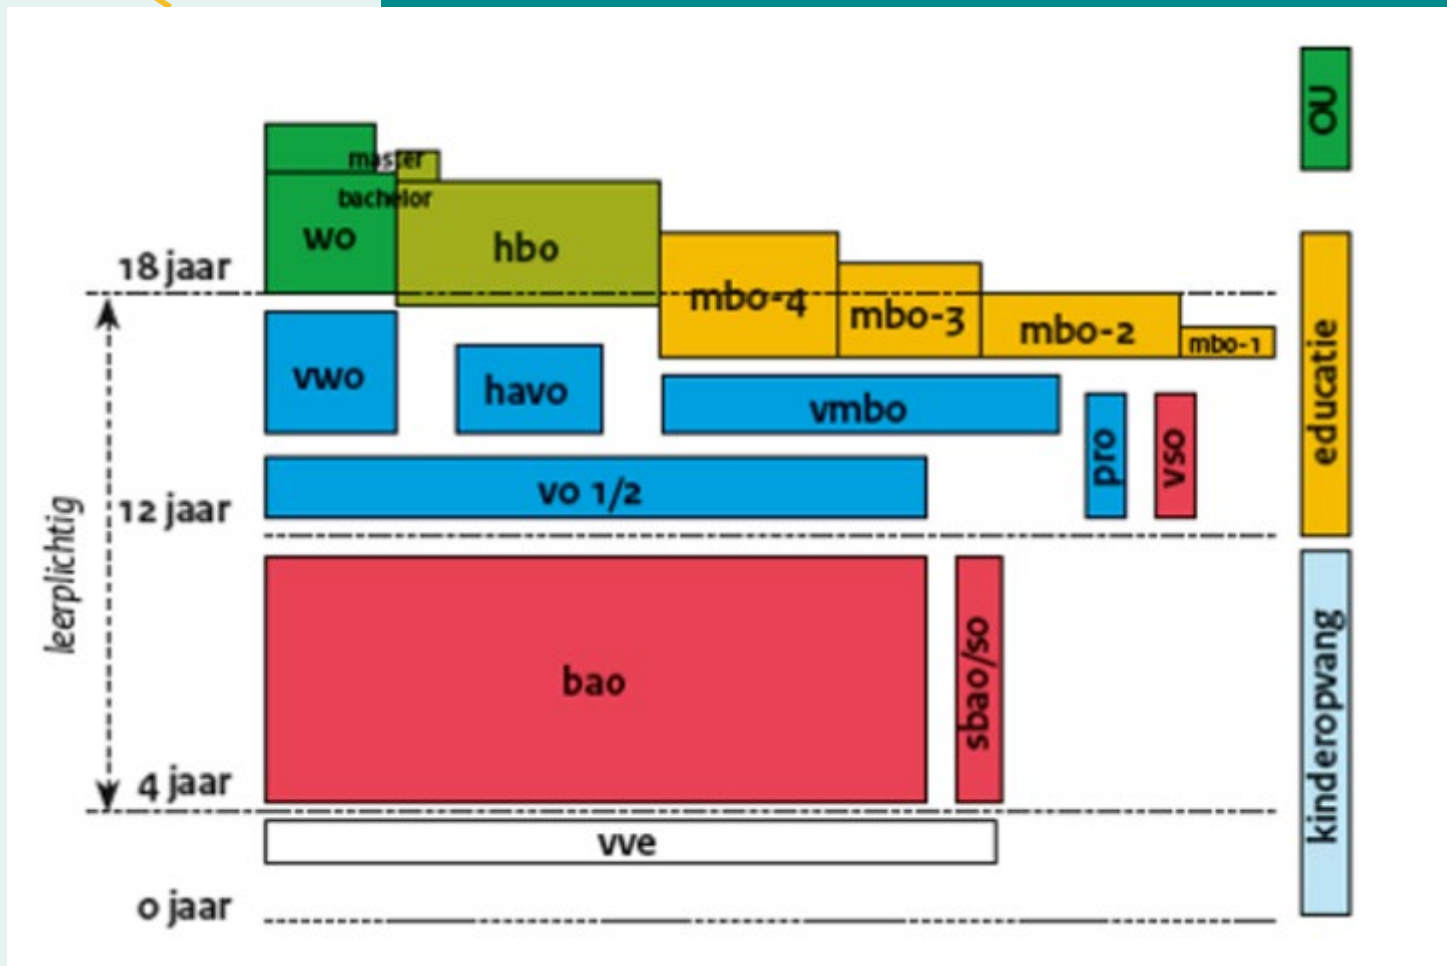 OU
master
bachelor
wo
hbo
18 jaar
mbo-4
mbo-3
mbo-2
mbo-1
vwo
havo
vmbo
pro
vso
educatie
vo 1/2
12 jaar
leerplichtig
bao
sbao/so
kinderopvang
4 jaar
vve
0 jaar